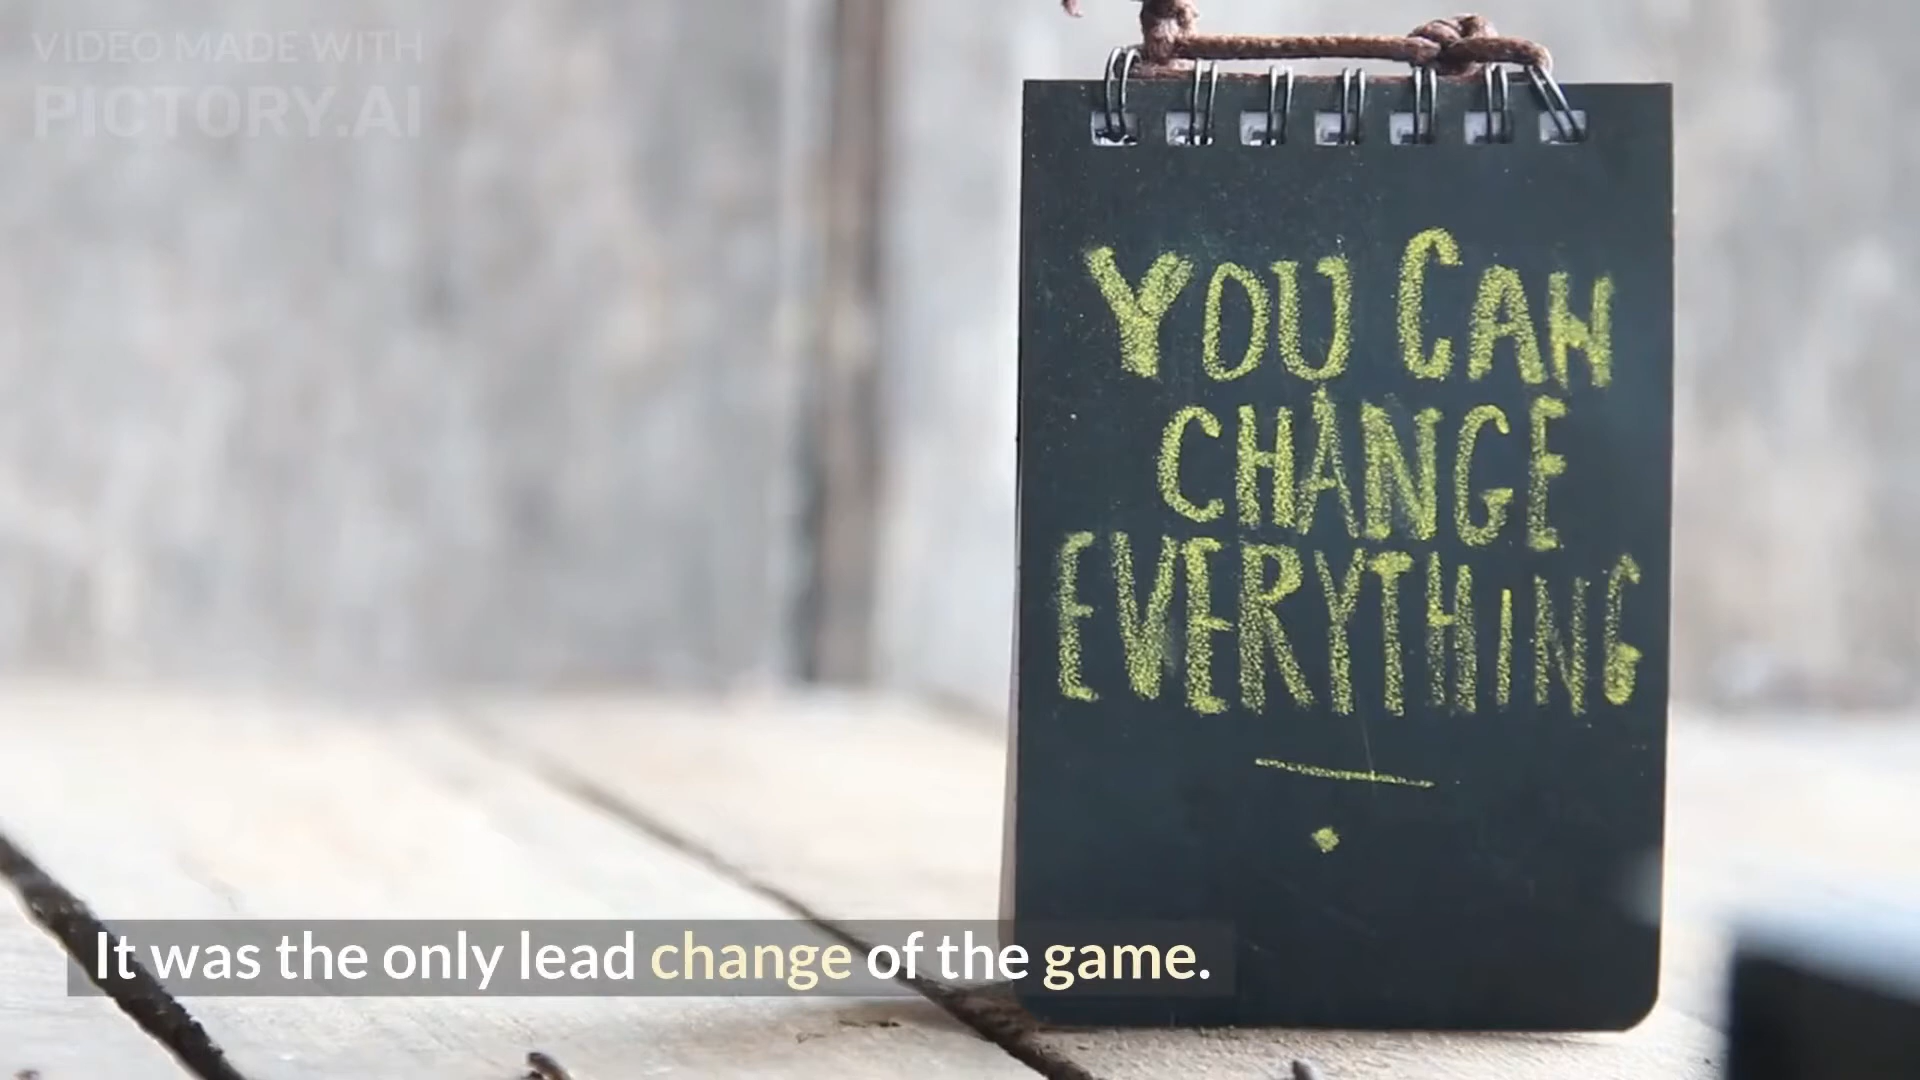 VIDEO MADE WITH
PICTORY.AI
YOU CAN
CHANGE
EVERYTHING
It was the only lead change of the game.